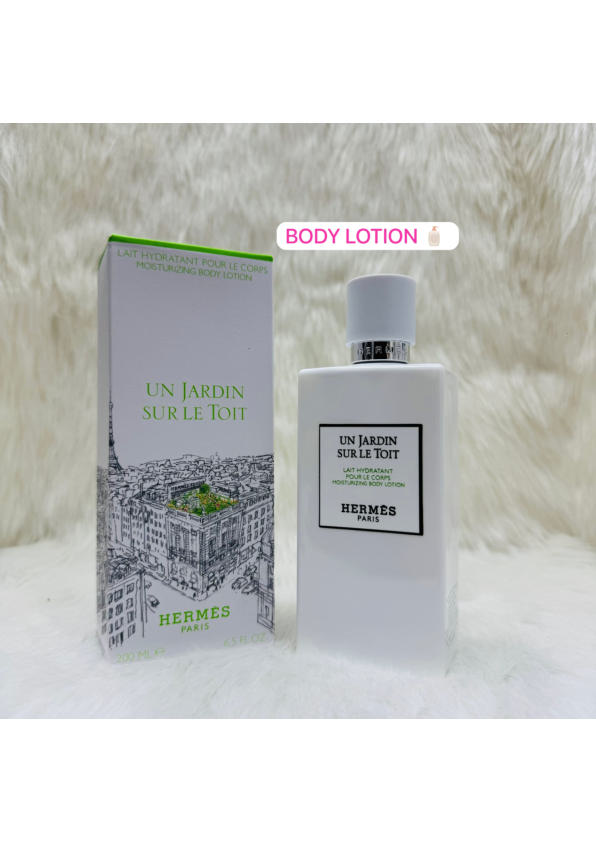 BODY LOTION
LAIT HYDRATANT POUR LE CORPS
MOISTURIZING BODY LOTION
UN JARDIN
SUR LE TOIT
HERMÈS
PARIS
200 ML ℮ 6.5 FL.OZ.
UN JARDIN
SUR LE TOIT
LAIT HYDRATANT
POUR LE CORPS
MOISTURIZING BODY LOTION
HERMÈS
PARIS